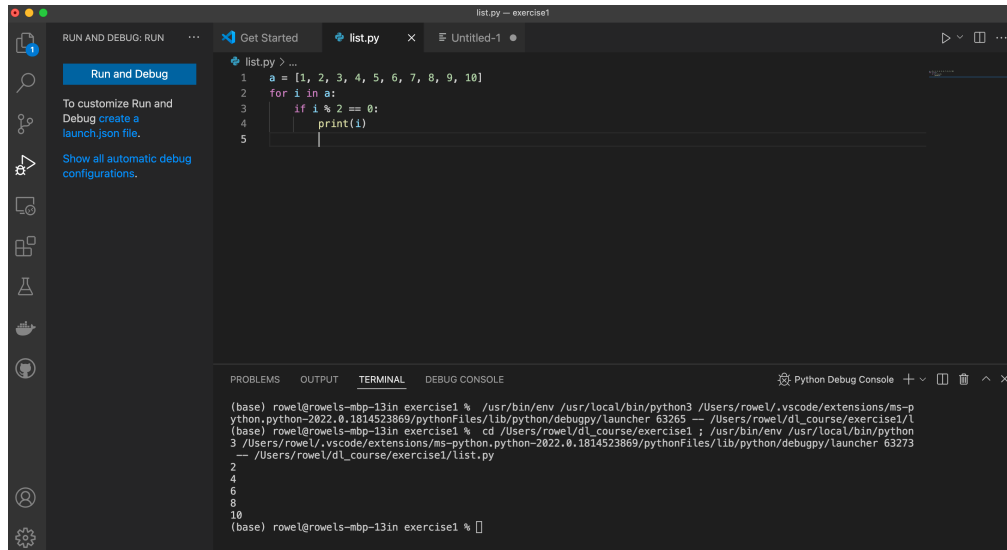 list.py — exercise1
1
RUN AND DEBUG: RUN ...
Run and Debug
To customize Run and
Debug create a
launch.json file.
Show all automatic debug
configurations.
Get Started
list.py
Untitled-1
list.py > ...
1 a = [1, 2, 3, 4, 5, 6, 7, 8, 9, 10]
2 for i in a:
3     if i % 2 == 0:
4         print(i)
5
PROBLEMS OUTPUT TERMINAL DEBUG CONSOLE
Python Debug Console
(base) rowel@rowels-mbp-13in exercise1 %  /usr/bin/env /usr/local/bin/python3 /Users/rowel/.vscode/extensions/ms-p
ython.python-2022.0.1814523869/pythonFiles/lib/python/debugpy/launcher 63265 -- /Users/rowel/dl_course/exercise1/l
(base) rowel@rowels-mbp-13in exercise1 %  cd /Users/rowel/dl_course/exercise1 ; /usr/bin/env /usr/local/bin/python
3 /Users/rowel/.vscode/extensions/ms-python.python-2022.0.1814523869/pythonFiles/lib/python/debugpy/launcher 63273
-- /Users/rowel/dl_course/exercise1/list.py
2
4
6
8
10
(base) rowel@rowels-mbp-13in exercise1 %